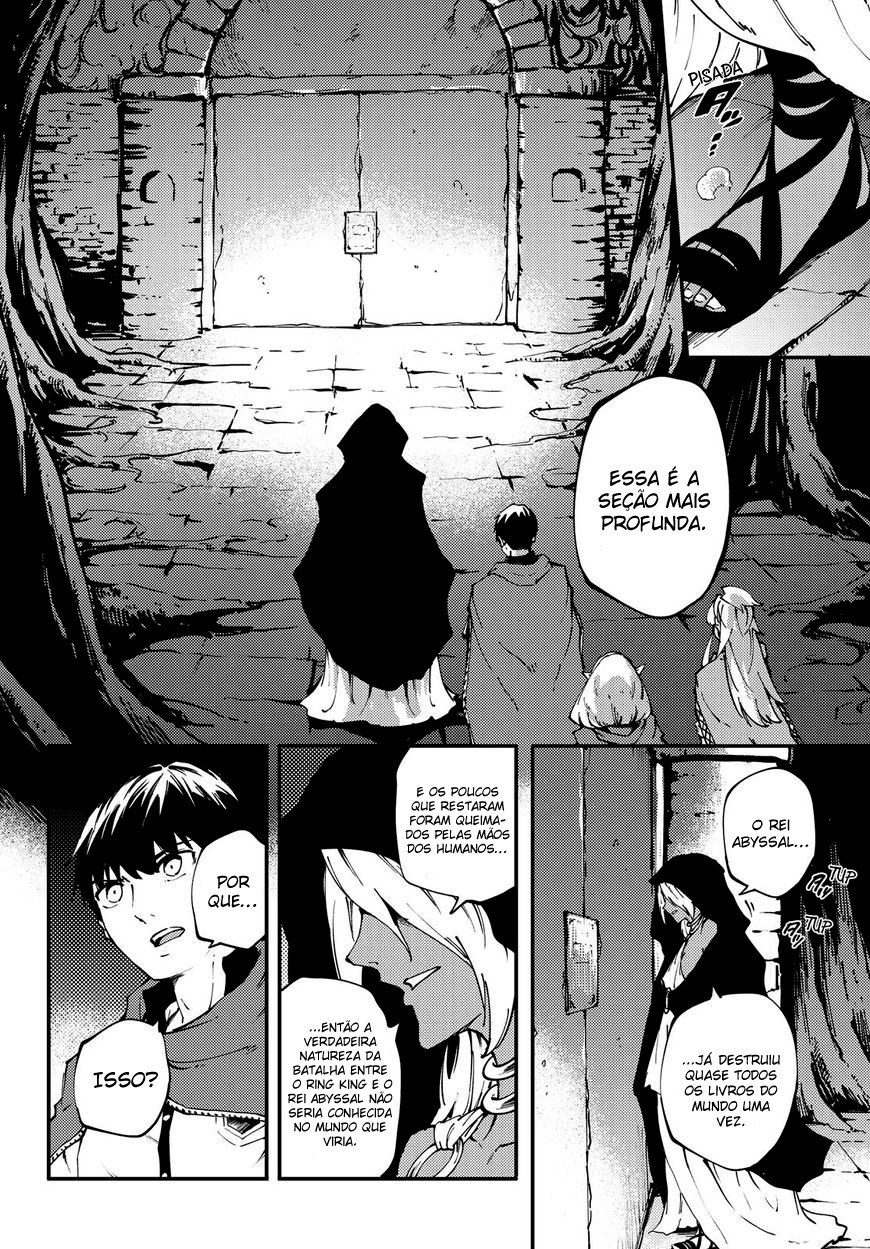 PISADA
ダッ…
ESSA É A
SEÇÃO MAIS
PROFUNDA.
O REI
ABYSSAL...
TUP
TUP
...JÁ DESTRUIU
QUASE TODOS
OS LIVROS DO
MUNDO UMA
VEZ.
E OS POUCOS
QUE RESTARAM
FORAM QUEIMA-
DOS PELAS MÃOS
DOS HUMANOS...
...ENTÃO A
VERDADEIRA
NATUREZA DA
BATALHA ENTRE
O RING KING E O
REI ABYSSAL NÃO
SERIA CONHECIDA
NO MUNDO QUE
VIRIA.
POR
QUE...
ISSO?